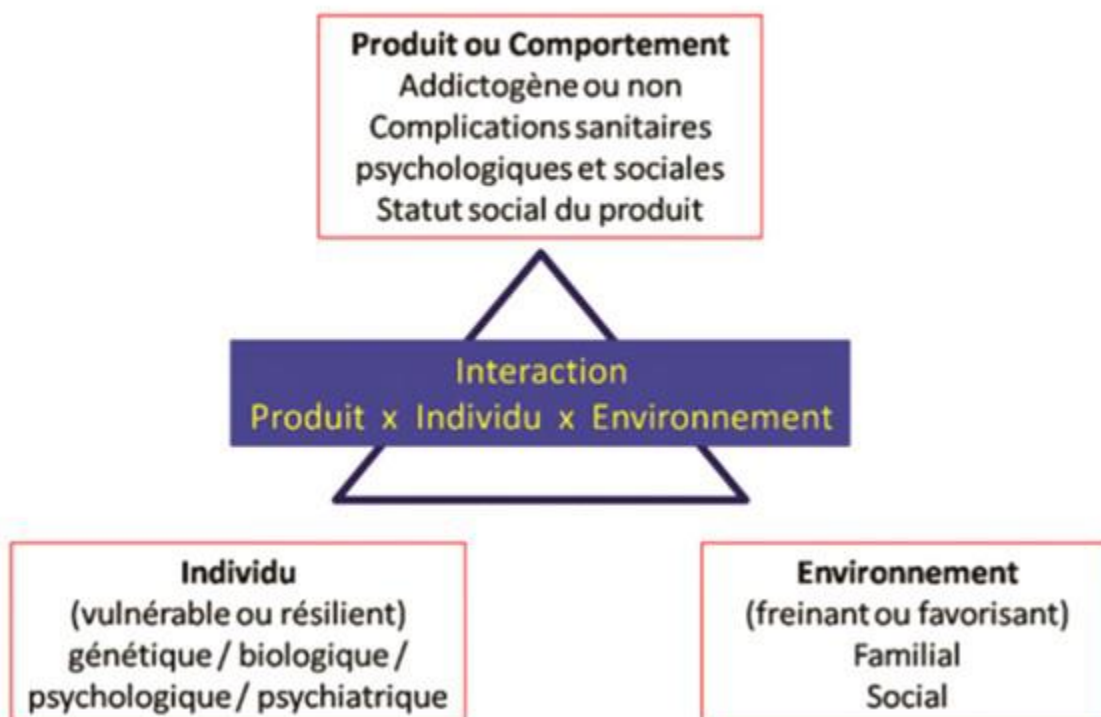 Produit ou Comportement
Addictogène ou non
Complications sanitaires
psychologiques et sociales
Statut social du produit
Interaction
Produit x Individu x Environnement
Individu
(vulnérable ou résilient)
génétique / biologique /
psychologique / psychiatrique
Environnement
(freinant ou favorisant)
Familial
Social